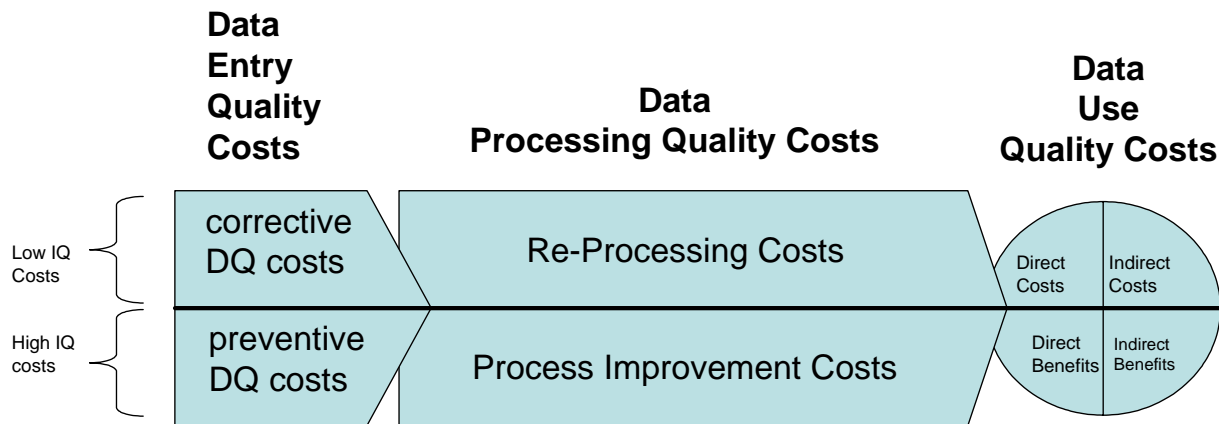 Data
Entry
Quality
Costs
Data
Processing Quality Costs
Data
Use
Quality Costs
Low IQ
Costs
corrective
DQ costs
Re-Processing Costs
Direct
Costs
Indirect
Costs
High IQ
costs
preventive
DQ costs
Process Improvement Costs
Direct
Benefits
Indirect
Benefits